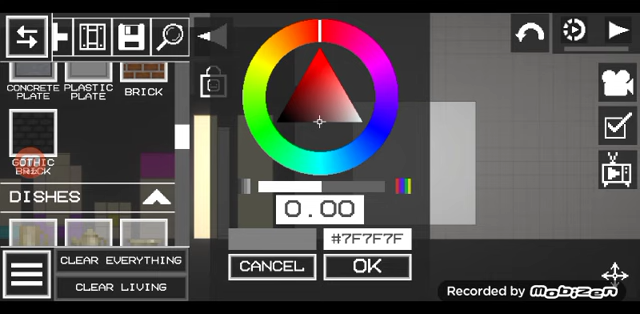 CONCRETE PLATE
PLASTIC PLATE
BRICK
GOTHIC BRICK
DISHES
CLEAR EVERYTHING
CLEAR LIVING
0.00
#7F7F7F
CANCEL
OK
Recorded by Mobizen